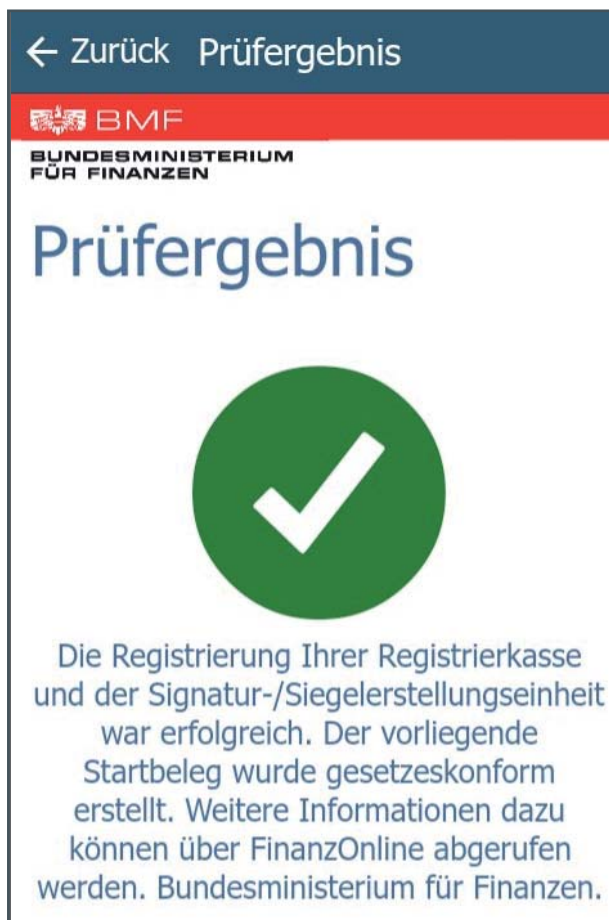 ← Zurück Prüfergebnis
BMF
BUNDESMINISTERIUM
FÜR FINANZEN
Prüfergebnis
Die Registrierung Ihrer Registrierkasse
und der Signatur-/Siegelerstellungseinheit
war erfolgreich. Der vorliegende
Startbeleg wurde gesetzeskonform
erstellt. Weitere Informationen dazu
können über FinanzOnline abgerufen
werden. Bundesministerium für Finanzen.